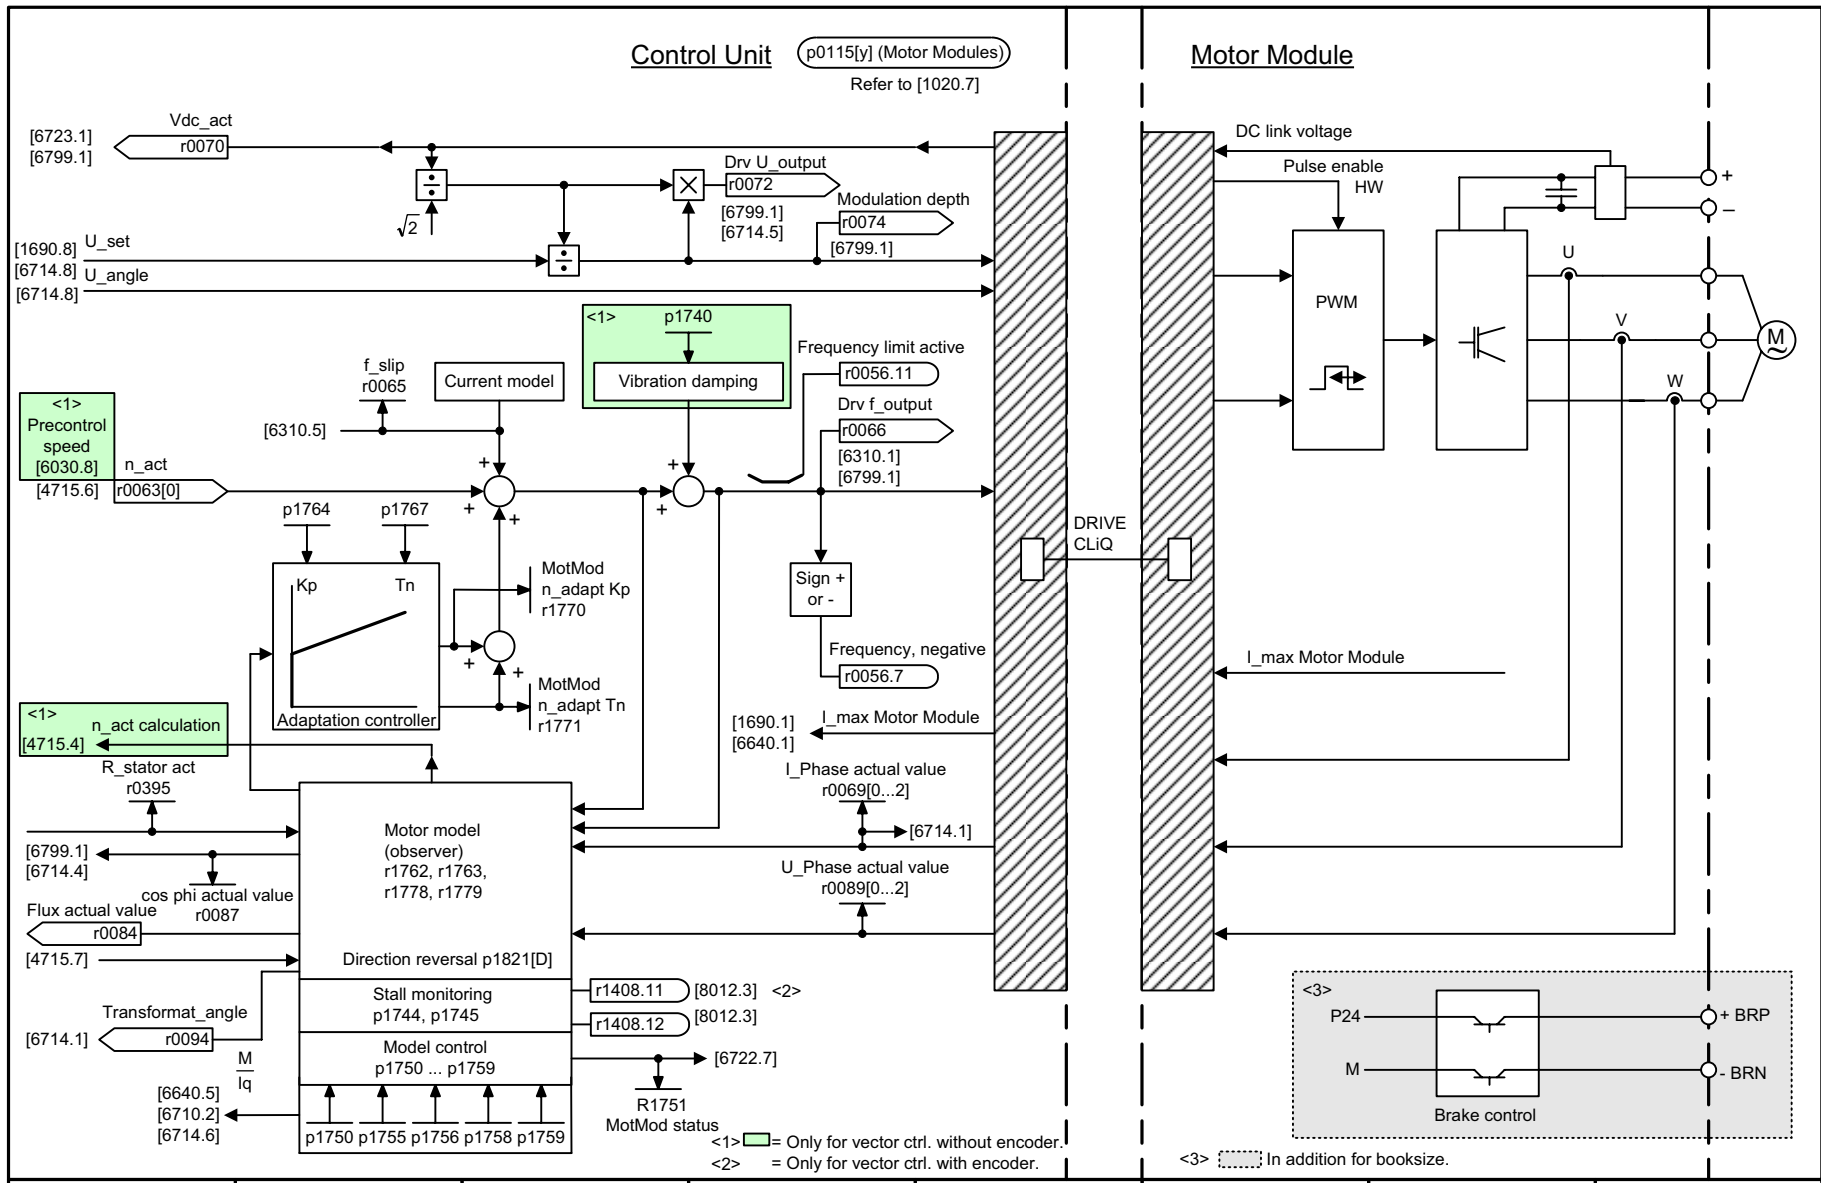 Control Unit
p0115[y] (Motor Modules)
Refer to [1020.7]
Motor Module
Vdc_act
[6723.1]
[6799.1]
r0070
÷
√2
×
Drv U_output
r0072
[6799.1]
[6714.5]
Modulation depth
r0074
[6799.1]
[1690.8]
U_set
[6714.8]
÷
U_angle
[6714.8]
<1>
p1740
Vibration damping
Frequency limit active
r0056.11
Drv f_output
r0066
[6310.1]
[6799.1]
f_slip
r0065
Current model
[6310.5]
<1>
Precontrol
speed
[6030.8]
n_act
[4715.6]
r0063[0]
+
+
+
+
+
p1764
p1767
Kp
Tn
Adaptation controller
MotMod
n_adapt Kp
r1770
+
+
MotMod
n_adapt Tn
r1771
Sign +
or -
Frequency, negative
r0056.7
[1690.1]
I_max Motor Module
[6640.1]
I_Phase actual value
r0069[0...2]
[6714.1]
U_Phase actual value
r0089[0...2]
<1>
n_act calculation
[4715.4]
R_stator act
r0395
[6799.1]
[6714.4]
cos phi actual value
r0087
Flux actual value
r0084
[4715.7]
Transformat_angle
[6714.1]
r0094
M
Iq
[6640.5]
[6710.2]
[6714.6]
Motor model
(observer)
r1762, r1763,
r1778, r1779
Direction reversal p1821[D]
Stall monitoring
p1744, p1745
Model control
p1750 ... p1759
p1750
p1755
p1756
p1758
p1759
r1408.11
[8012.3]
<2>
r1408.12
[8012.3]
[6722.7]
R1751
MotMod status
<1> = Only for vector ctrl. without encoder.
<2> = Only for vector ctrl. with encoder.
DRIVE
CLiQ
DC link voltage
Pulse enable
HW
+
–
PWM
U
V
W
M
~
I_max Motor Module
<3>
P24
+ BRP
M
- BRN
Brake control
<3> In addition for booksize.